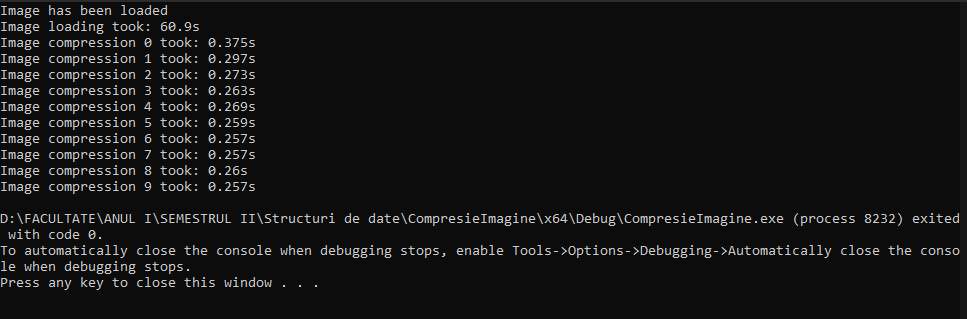 Image has been loaded
Image loading took: 60.9s
Image compression 0 took: 0.375s
Image compression 1 took: 0.297s
Image compression 2 took: 0.273s
Image compression 3 took: 0.263s
Image compression 4 took: 0.269s
Image compression 5 took: 0.259s
Image compression 6 took: 0.257s
Image compression 7 took: 0.257s
Image compression 8 took: 0.26s
Image compression 9 took: 0.257s
D:\FACULTATE\ANUL I\SEMESTRUL II\Structuri de date\CompresieImagine\x64\Debug\CompresieImagine.exe (process 8232) exited
 with code 0.
To automatically close the console when debugging stops, enable Tools->Options->Debugging->Automatically close the conso
le when debugging stops.
Press any key to close this window . . .